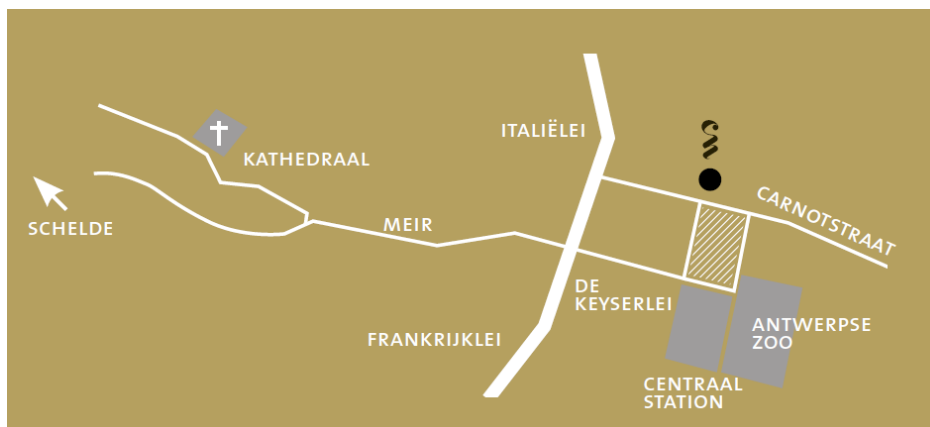 ITALIËLEI
KATHEDRAAL
CARNOTSTRAAT
SCHELDE
MEIR
DE
KEYSERLEI
ANTWERPSE
ZOO
FRANKRIJKLEI
CENTRAAL
STATION